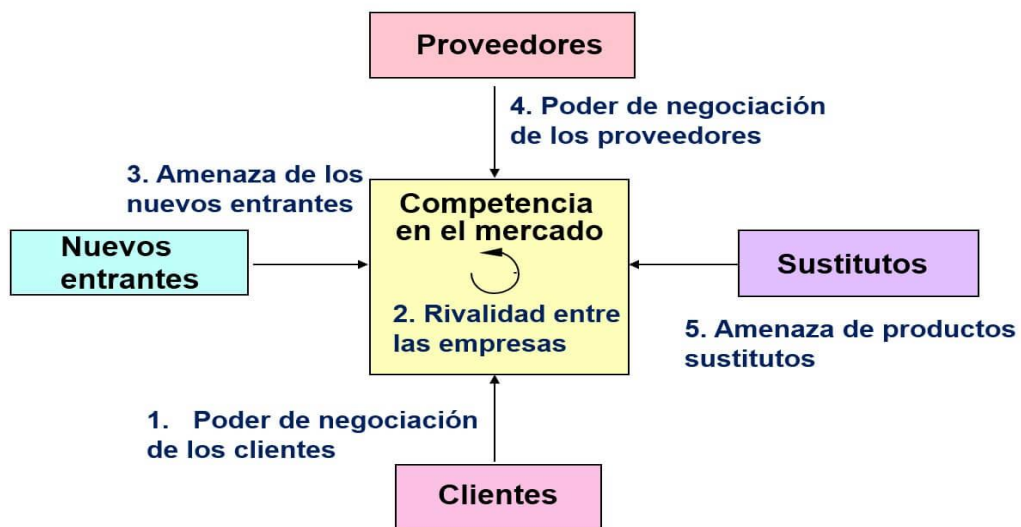 Proveedores
4. Poder de negociación
de los proveedores
3. Amenaza de los
nuevos entrantes
Competencia
en el mercado
Nuevos
entrantes
Sustitutos
2. Rivalidad entre
las empresas
5. Amenaza de productos
sustitutos
1. Poder de negociación
de los clientes
Clientes